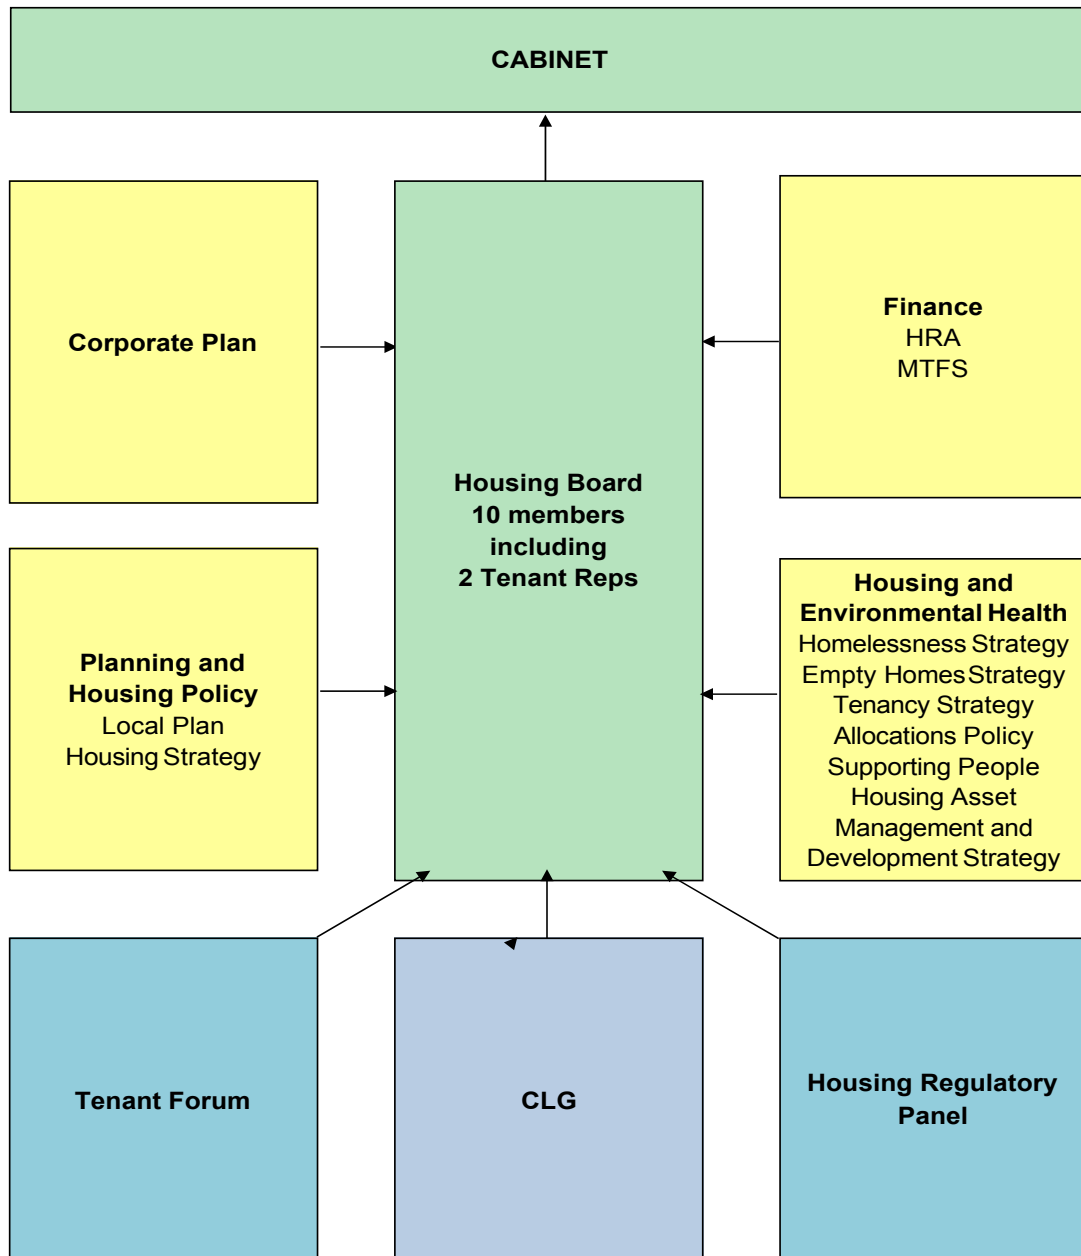 CABINET
Corporate Plan
Finance
HRA
MTFS
Housing Board
10 members
including
2 Tenant Reps
Planning and
Housing Policy
Local Plan
Housing Strategy
Housing and
Environmental Health
Homelessness Strategy
Empty Homes Strategy
Tenancy Strategy
Allocations Policy
Supporting People
Housing Asset
Management and
Development Strategy
Tenant Forum
CLG
Housing Regulatory
Panel